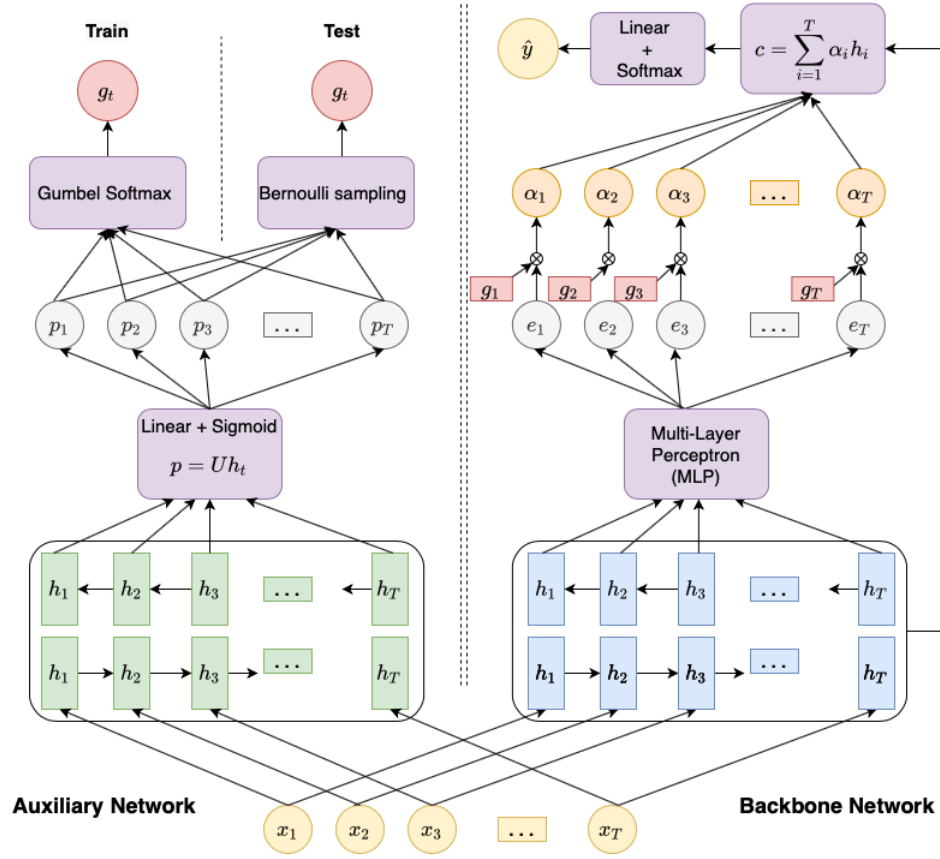 Train
Test
g_t
g_t
Gumbel Softmax
Bernoulli sampling
p_1 p_2 p_3 ... p_T
Linear + Sigmoid
p = Uh_t
h_1 h_2 h_3 ... h_T
h_1 h_2 h_3 ... h_T
Auxiliary Network
ŷ
Linear
+
Softmax
c = \sum_{i=1}^{T} α_i h_i
α_1 α_2 α_3 ... α_T
g_1 g_2 g_3 g_T
e_1 e_2 e_3 ... e_T
Multi-Layer
Perceptron
(MLP)
h_1 h_2 h_3 ... h_T
h_1 h_2 h_3 ... h_T
Backbone Network
x_1 x_2 x_3 ... x_T